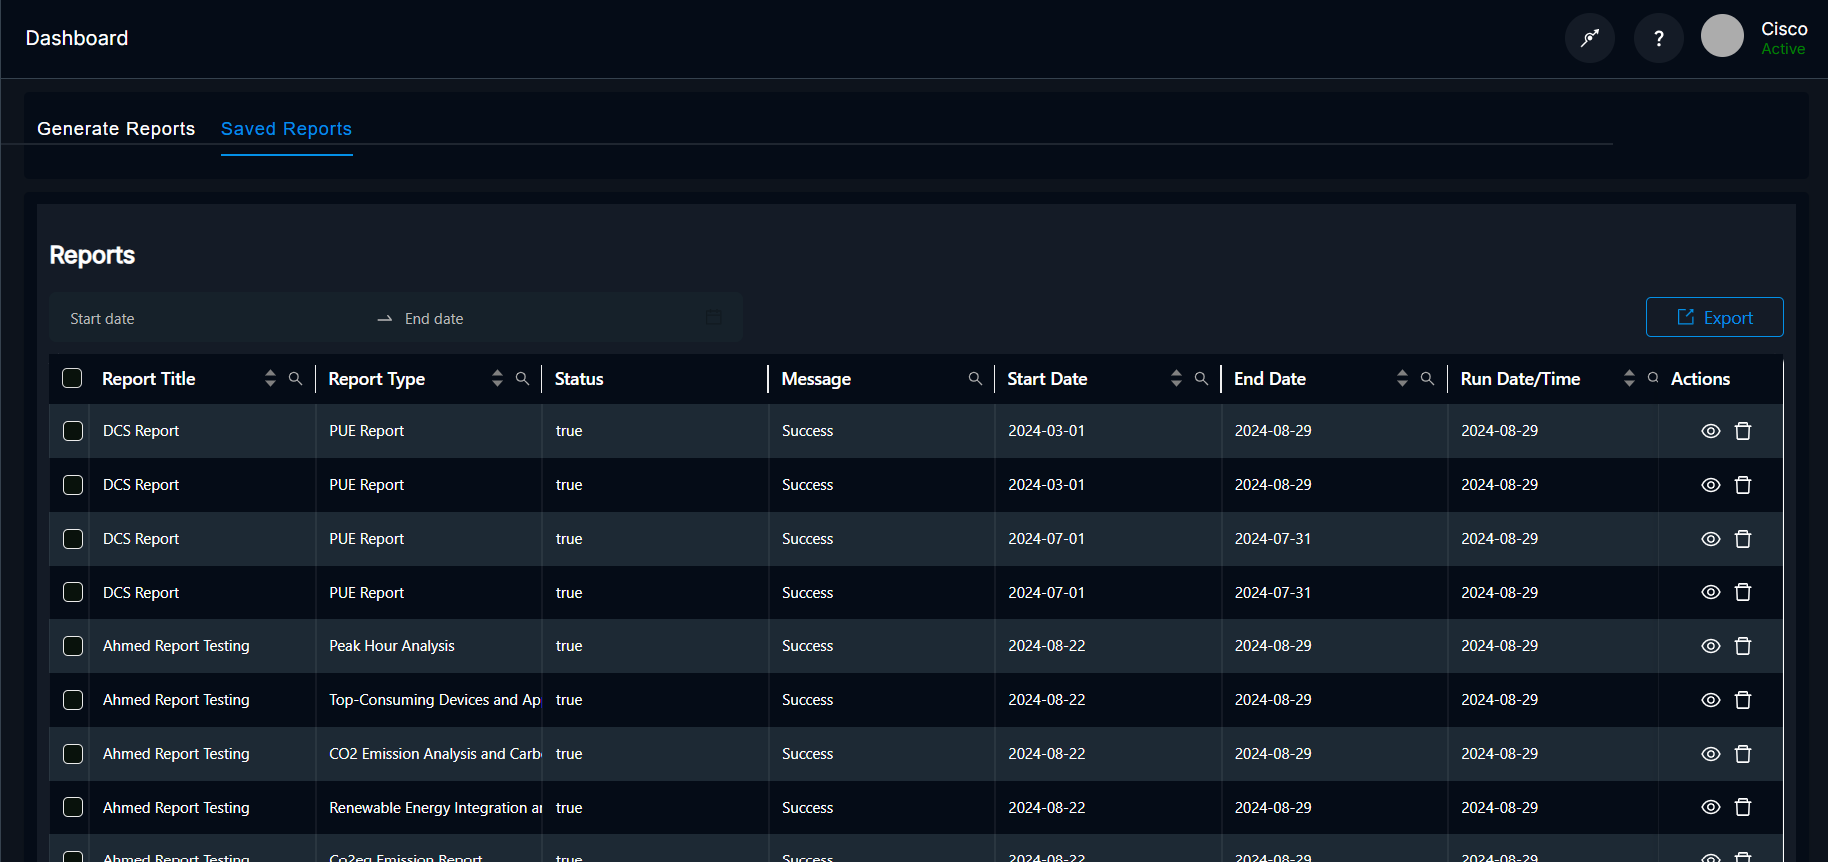 Dashboard
?
Cisco
Active
Generate Reports Saved Reports
Reports
Start date End date
Export
Report Title Report Type Status Message Start Date End Date Run Date/Time Actions
DCS Report PUE Report true Success 2024-03-01 2024-08-29 2024-08-29
DCS Report PUE Report true Success 2024-03-01 2024-08-29 2024-08-29
DCS Report PUE Report true Success 2024-07-01 2024-07-31 2024-08-29
DCS Report PUE Report true Success 2024-07-01 2024-07-31 2024-08-29
Ahmed Report Testing Peak Hour Analysis true Success 2024-08-22 2024-08-29 2024-08-29
Ahmed Report Testing Top-Consuming Devices and Ap true Success 2024-08-22 2024-08-29 2024-08-29
Ahmed Report Testing CO2 Emission Analysis and Carb true Success 2024-08-22 2024-08-29 2024-08-29
Ahmed Report Testing Renewable Energy Integration a true Success 2024-08-22 2024-08-29 2024-08-29
Ahmed Report Testing Co2eq Emission Report true Success 2024-08-22 2024-08-29 2024-08-29